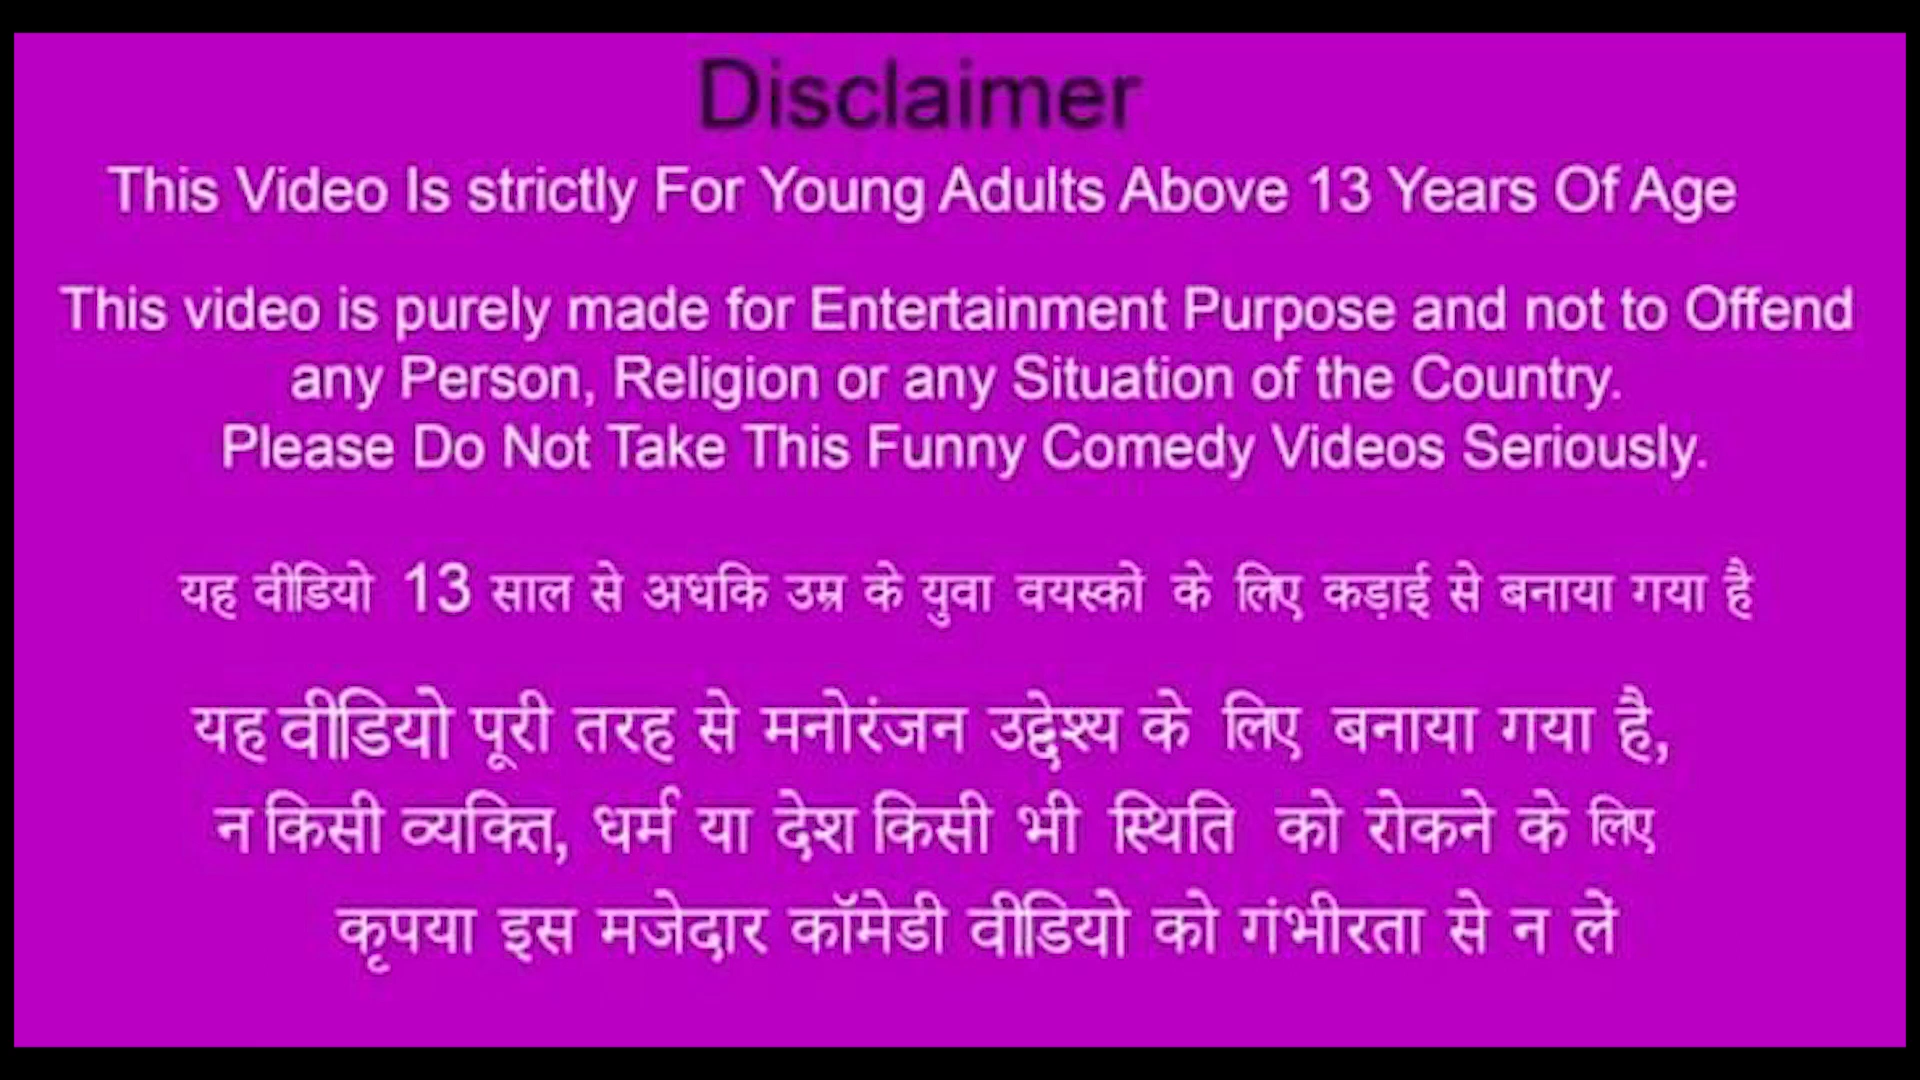 Disclaimer
This Video Is strictly For Young Adults Above 13 Years Of Age
This video is purely made for Entertainment Purpose and not to Offend
any Person, Religion or any Situation of the Country.
Please Do Not Take This Funny Comedy Videos Seriously.
यह वीडियो 13 साल से अधकि उम्र के युवा वयस्कों के लिए कड़ाई से बनाया गया है
यह वीडियो पूरी तरह से मनोरंजन उद्देश्य के लिए बनाया गया है,
न किसी व्यक्ति, धर्म या देश किसी भी स्थिति को रोकने के लिए
कृपया इस मजेदार कॉमेडी वीडियो को गंभीरता से न लें